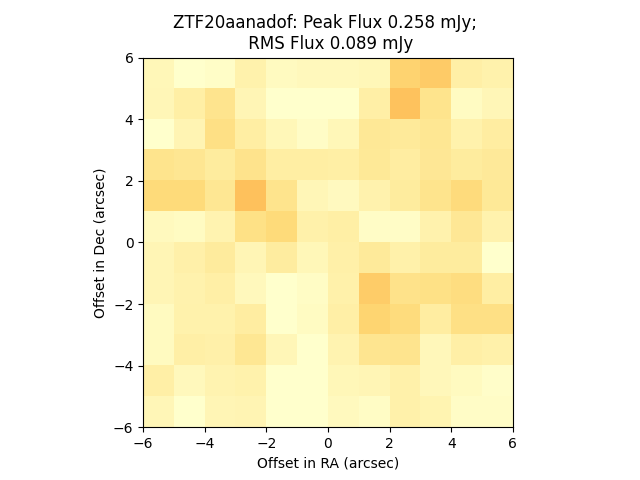 ZTF20aanadof: Peak Flux 0.258 mJy;
RMS Flux 0.089 mJy
6
4
2
0
−2
−4
−6
Offset in Dec (arcsec)
−6 −4 −2 0 2 4 6
Offset in RA (arcsec)